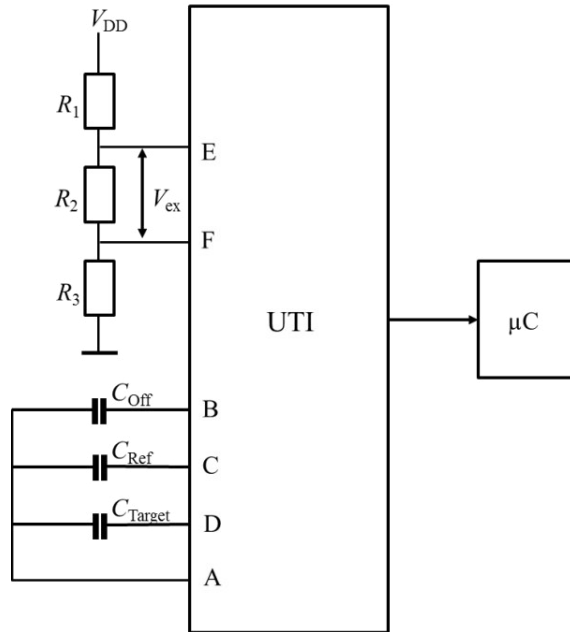 V_DD
R_1
E
R_2
V_ex
F
R_3
UTI
µC
C_Off
B
C_Ref
C
C_Target
D
A